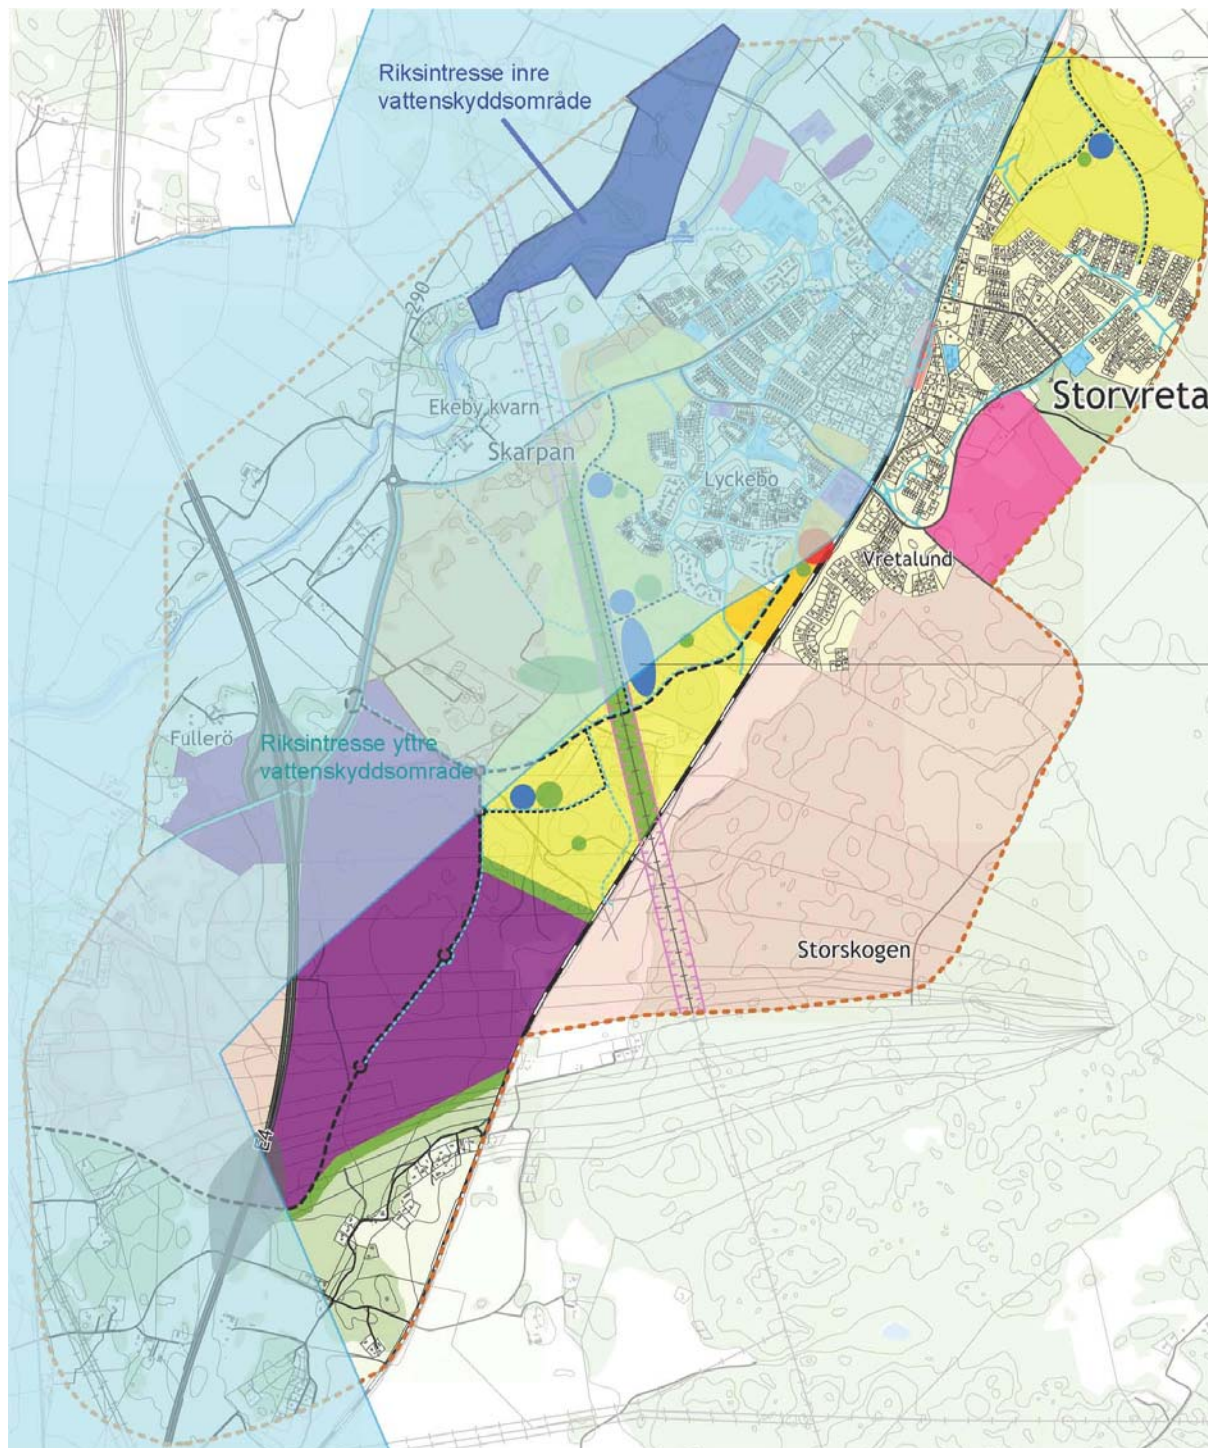 Riksintresse inre
vattenskyddsområde
290
Storvreta
Ekeby kvarn
Skarpan
Lyckebo
Vretalund
Fullerö
Riksintresse yttre
vattenskyddsområde
Storskogen
E4